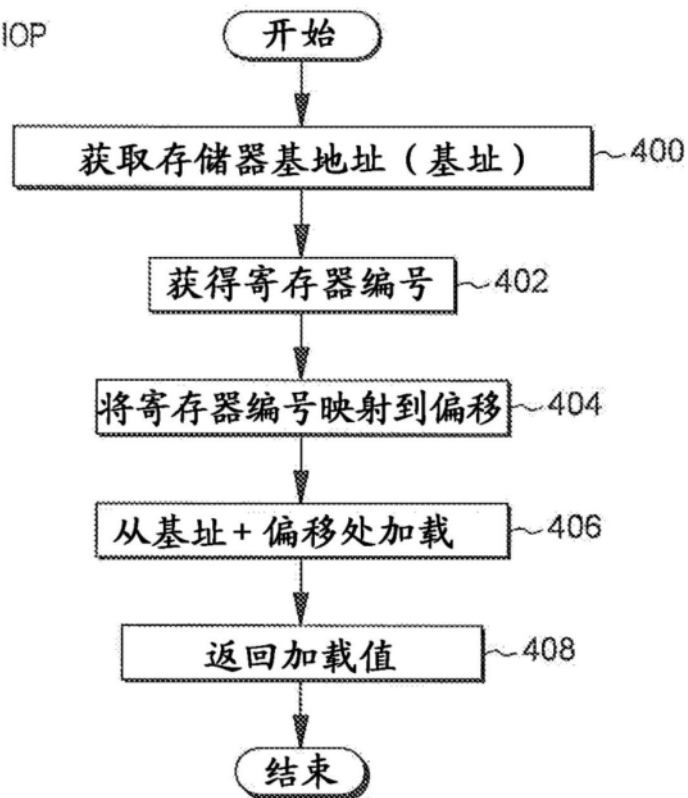 IOP
开始
获取存储器基地址（基址）
400
获得寄存器编号
402
将寄存器编号映射到偏移
404
从基址+偏移处加载
406
返回加载值
408
结束